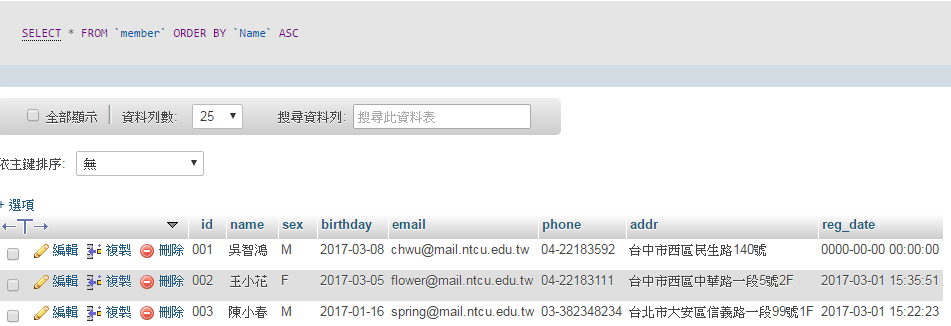 SELECT * FROM `member` ORDER BY `Name` ASC
全部顯示 資料列數: 25 搜尋資料列: 搜尋此資料表
依主鍵排序: 無
+ 選項
←T→ id name sex birthday email phone addr reg_date
編輯 複製 刪除 001 吳智鴻 M 2017-03-08 chwu@mail.ntcu.edu.tw 04-22183592 台中市西區民生路140號 0000-00-00 00:00:00
編輯 複製 刪除 002 王小花 F 2017-03-05 flower@mail.ntcu.edu.tw 04-22183111 台中市西區中華路一段5號2F 2017-03-01 15:35:51
編輯 複製 刪除 003 陳小春 M 2017-01-16 spring@mail.ntcu.edu.tw 03-382348234 台北市大安區信義路一段99號1F 2017-03-01 15:22:23